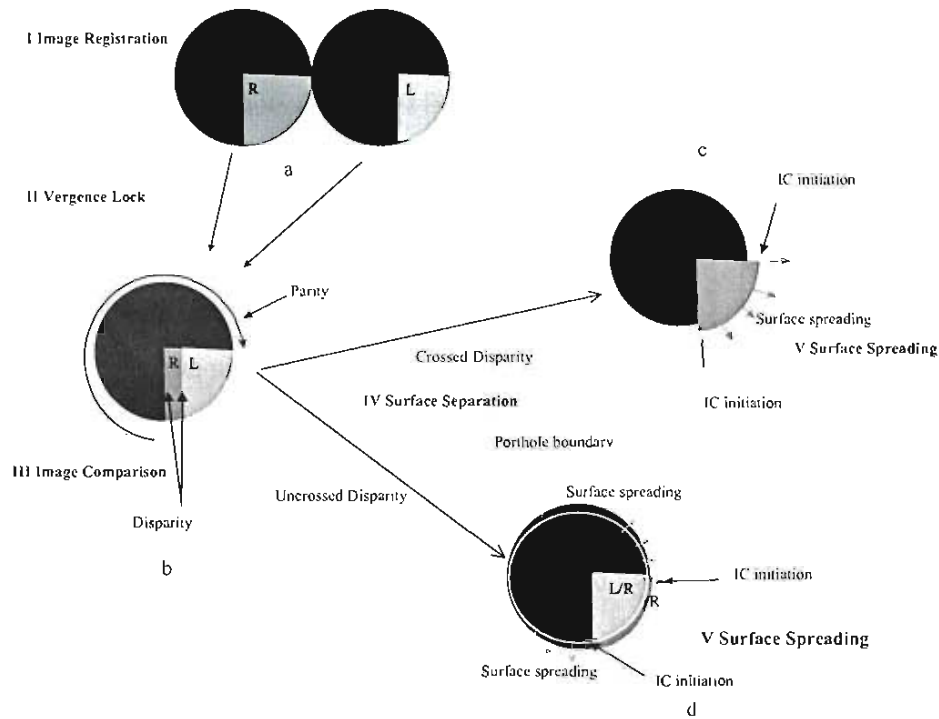 I Image Registration
R
L
a
c
IC initiation
II Vergence Lock
Parity
Surface spreading
V Surface Spreading
R L
Crossed Disparity
IC initiation
IV Surface Separation
Porthole boundary
III Image Comparison
Uncrossed Disparity
Surface spreading
Disparity
b
IC initiation
L/R
/R
V Surface Spreading
Surface spreading
IC initiation
d